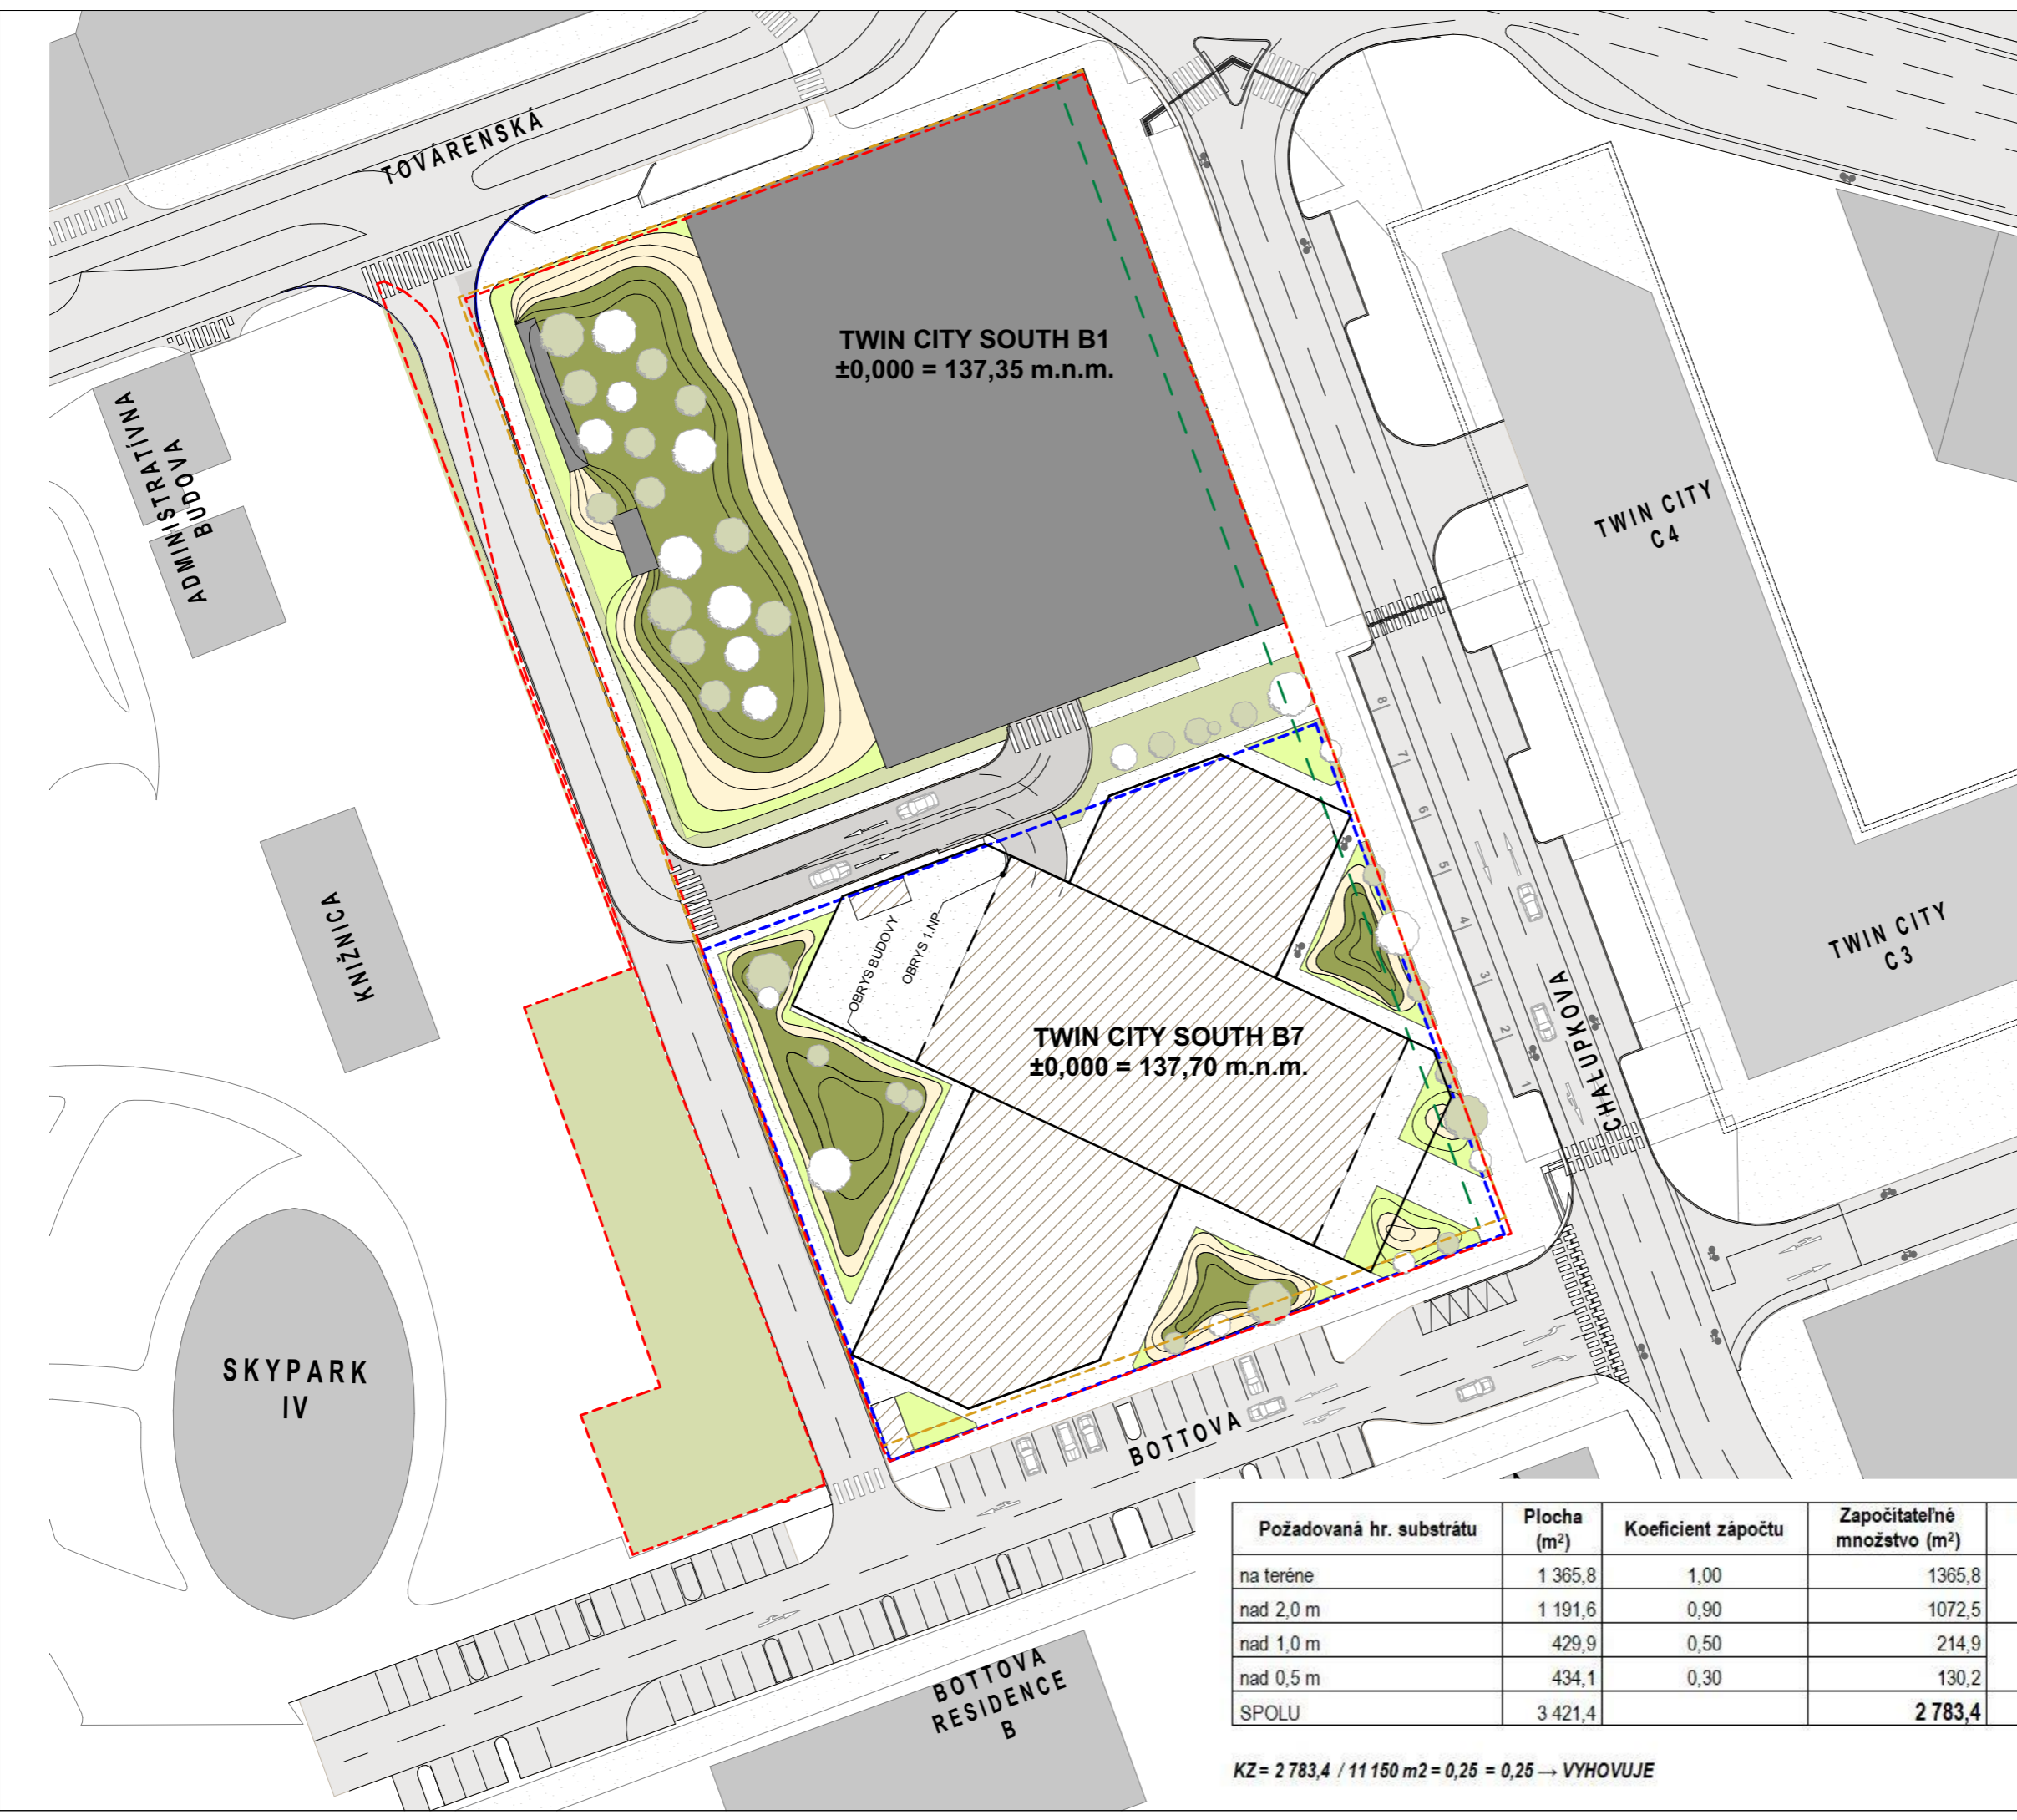 TOVÁRENSKÁ
TWIN CITY SOUTH B1
±0,000 = 137,35 m.n.m.
ADMINISTRATÍVNA
BUDOVA
TWIN CITY
C4
8
7
6
5
4
3
2
1
KNIŽNICA
OBRYS BUDOVY
OBRYS 1.NP
TWIN CITY
C3
TWIN CITY SOUTH B7
±0,000 = 137,70 m.n.m.
CHALUPKOVA
SKYPARK
IV
BOTTOVA
BOTTOVA
RESIDENCE
B
Požadovaná hr. substrátu Plocha (m²) Koeficient zápočtu Započítateľné množstvo (m²)
na teréne 1 365,8 1,00 1365,8
nad 2,0 m 1 191,6 0,90 1072,5
nad 1,0 m 429,9 0,50 214,9
nad 0,5 m 434,1 0,30 130,2
SPOLU 3 421,4 2 783,4
KZ = 2 783,4 / 11 150 m2 = 0,25 = 0,25 → VYHOVUJE